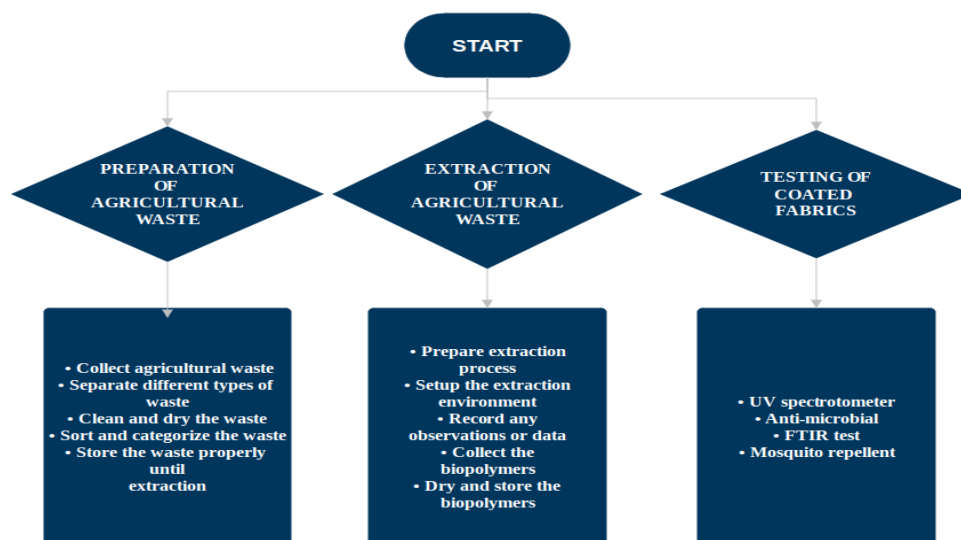 START
PREPARATION
OF
AGRICULTURAL
WASTE
EXTRACTION
OF
AGRICULTURAL
WASTE
TESTING OF
COATED
FABRICS
• Collect agricultural waste
• Separate different types of
waste
• Clean and dry the waste
• Sort and categorize the waste
• Store the waste properly
until
extraction
• Prepare extraction
process
• Setup the extraction
environment
• Record any
observations or data
• Collect the
biopolymers
• Dry and store the
biopolymers
• UV spectrotometer
• Anti-microbial
• FTIR test
• Mosquito repellent